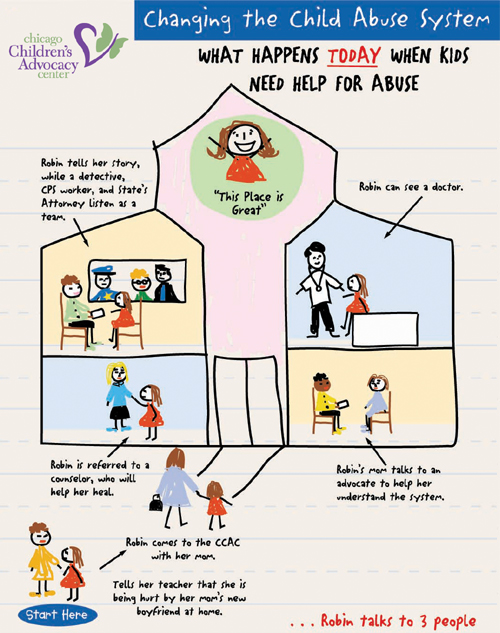 chicago
Children's
Advocacy
center
Changing the Child Abuse System
WHAT HAPPENS TODAY WHEN KIDS
NEED HELP FOR ABUSE
Robin tells her story,
while a detective,
CPS worker, and State's
Attorney listen as a
team.
"This Place is
Great"
Robin can see a doctor.
Robin is referred to a
counselor, who will
help her heal.
Robin's mom talks to an
advocate to help her
understand the system.
Robin comes to the CCAC
with her mom.
Tells her teacher that she is
being hurt by her mom's new
boyfriend at home.
Start Here
... Robin talks to 3 people